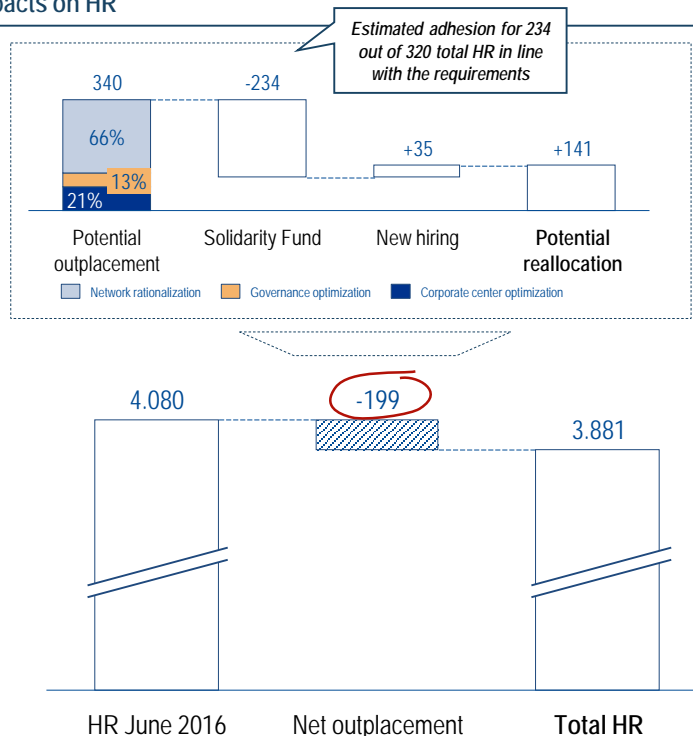 pacts on HR
Estimated adhesion for 234
out of 320 total HR in line
with the requirements
340
-234
+35
+141
66%
13%
21%
Potential
outplacement
Solidarity Fund
New hiring
Potential
reallocation
Network rationalization
Governance optimization
Corporate center optimization
4.080
-199
3.881
HR June 2016
Net outplacement
Total HR